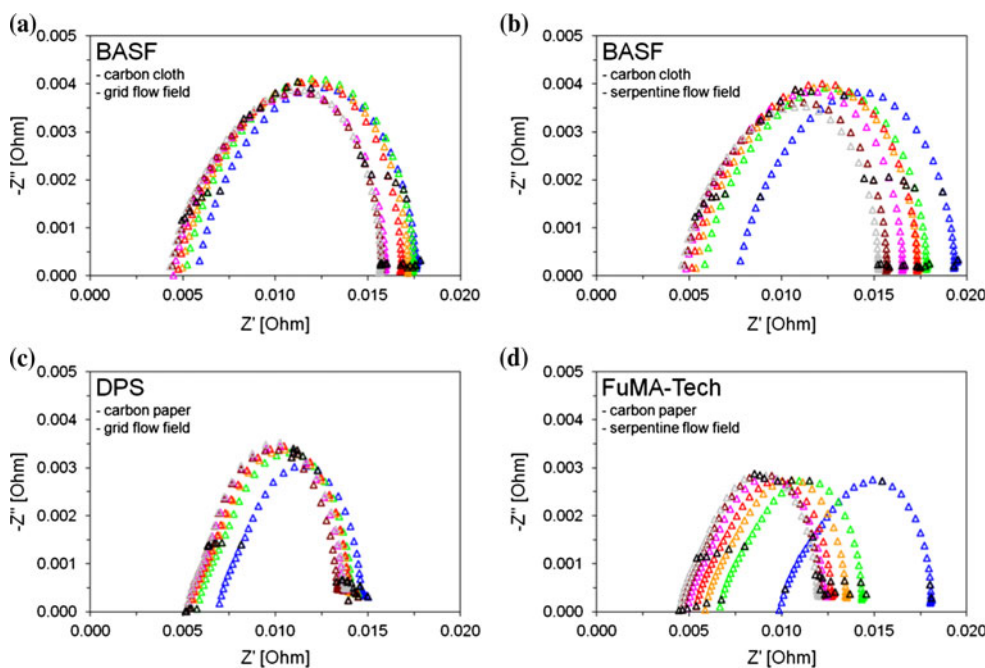 (a)
BASF
- carbon cloth
- grid flow field
-Z" [Ohm]
0.005
0.004
0.003
0.002
0.001
0.000
0.000 0.005 0.010 0.015 0.020
Z' [Ohm]
(b)
BASF
- carbon cloth
- serpentine flow field
-Z" [Ohm]
0.005
0.004
0.003
0.002
0.001
0.000
0.000 0.005 0.010 0.015 0.020
Z' [Ohm]
(c)
DPS
- carbon paper
- grid flow field
-Z" [Ohm]
0.005
0.004
0.003
0.002
0.001
0.000
0.000 0.005 0.010 0.015 0.020
Z' [Ohm]
(d)
FuMA-Tech
- carbon paper
- serpentine flow field
-Z" [Ohm]
0.005
0.004
0.003
0.002
0.001
0.000
0.000 0.005 0.010 0.015 0.020
Z' [Ohm]